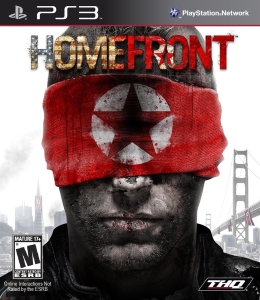 PS3
PlayStation.Network
HOMEFRONT
MATURE 17+
M
ESRB
Online Interactions Not
Rated by the ESRB
THQ